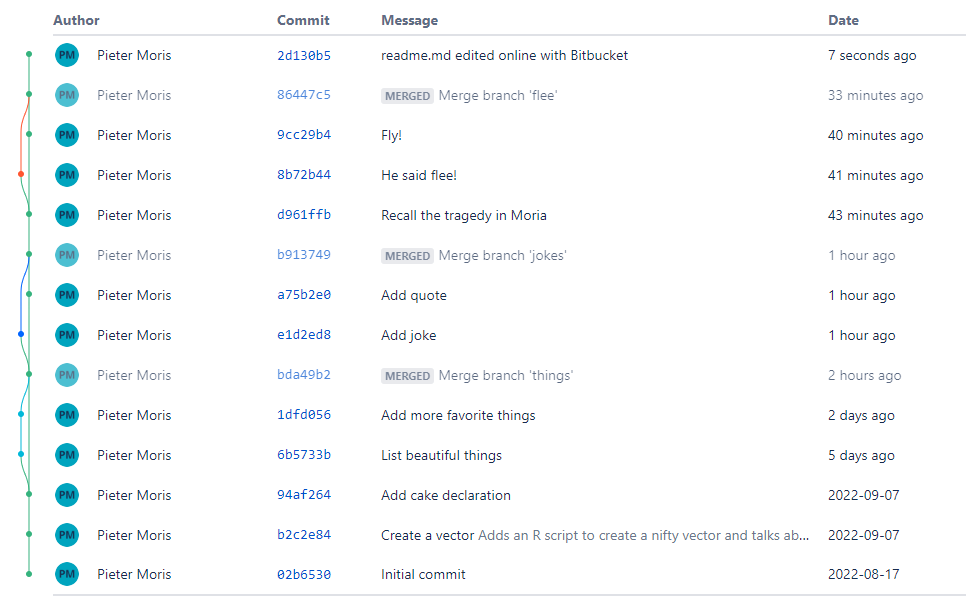 Author Commit Message Date
PM Pieter Moris 2d130b5 readme.md edited online with Bitbucket 7 seconds ago
PM Pieter Moris 86447c5 MERGED Merge branch 'flee' 33 minutes ago
PM Pieter Moris 9cc29b4 Fly! 40 minutes ago
PM Pieter Moris 8b72b44 He said flee! 41 minutes ago
PM Pieter Moris d961ffb Recall the tragedy in Moria 43 minutes ago
PM Pieter Moris b913749 MERGED Merge branch 'jokes' 1 hour ago
PM Pieter Moris a75b2e0 Add quote 1 hour ago
PM Pieter Moris e1d2ed8 Add joke 1 hour ago
PM Pieter Moris bda49b2 MERGED Merge branch 'things' 2 hours ago
PM Pieter Moris 1dfd056 Add more favorite things 2 days ago
PM Pieter Moris 6b5733b List beautiful things 5 days ago
PM Pieter Moris 94af264 Add cake declaration 2022-09-07
PM Pieter Moris b2c2e84 Create a vector Adds an R script to create a nifty vector and talks ab... 2022-09-07
PM Pieter Moris 02b6530 Initial commit 2022-08-17